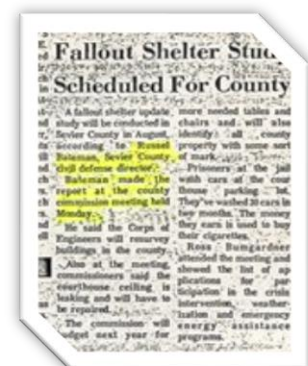 Fallout Shelter Stud
Scheduled For County
A fallout shelter update
study will be conducted in
Sevier County in August,
according to Russel
Bateman, Sevier County
civil defense director.
Bateman made the
report at the county
commission meeting held
Monday.
He said the Corps of
Engineers will resurvey
buildings in the county.
Also at the meeting,
commissioners said the
courthouse ceiling is
leaking and will have to
be repaired.
The commission will
budget next year for
more needed tables and
chairs and will also
identify all county
property with some sort
of mark.
Prisoners at the jail
wash cars of the
house parking lot.
They've washed 30 cars in
two months. The money
they earn is used to buy
their cigarettes.
Ross Bumgardner
attended the meeting and
showed the list of ap
plications for par
ticipation in the crisis
intervention, weather-
ization and emergency
energy assistance
programs.